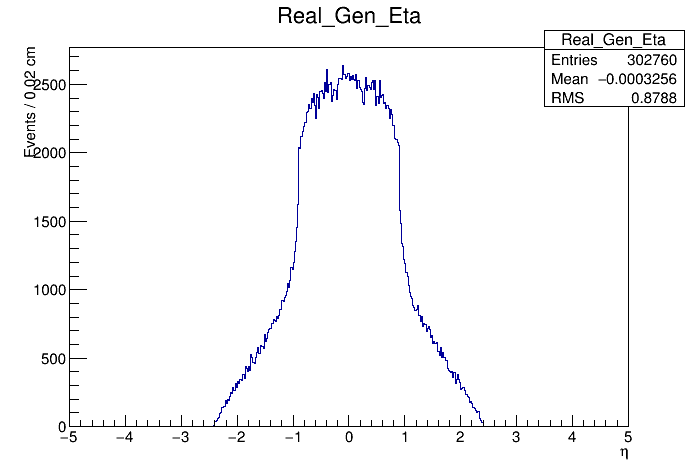 Real_Gen_Eta
Real_Gen_Eta
Entries 302760
Mean −0.0003256
RMS 0.8788
Events / 0.02 cm
2500
2000
1500
1000
500
0
−5 −4 −3 −2 −1 0 1 2 3 4 5
η